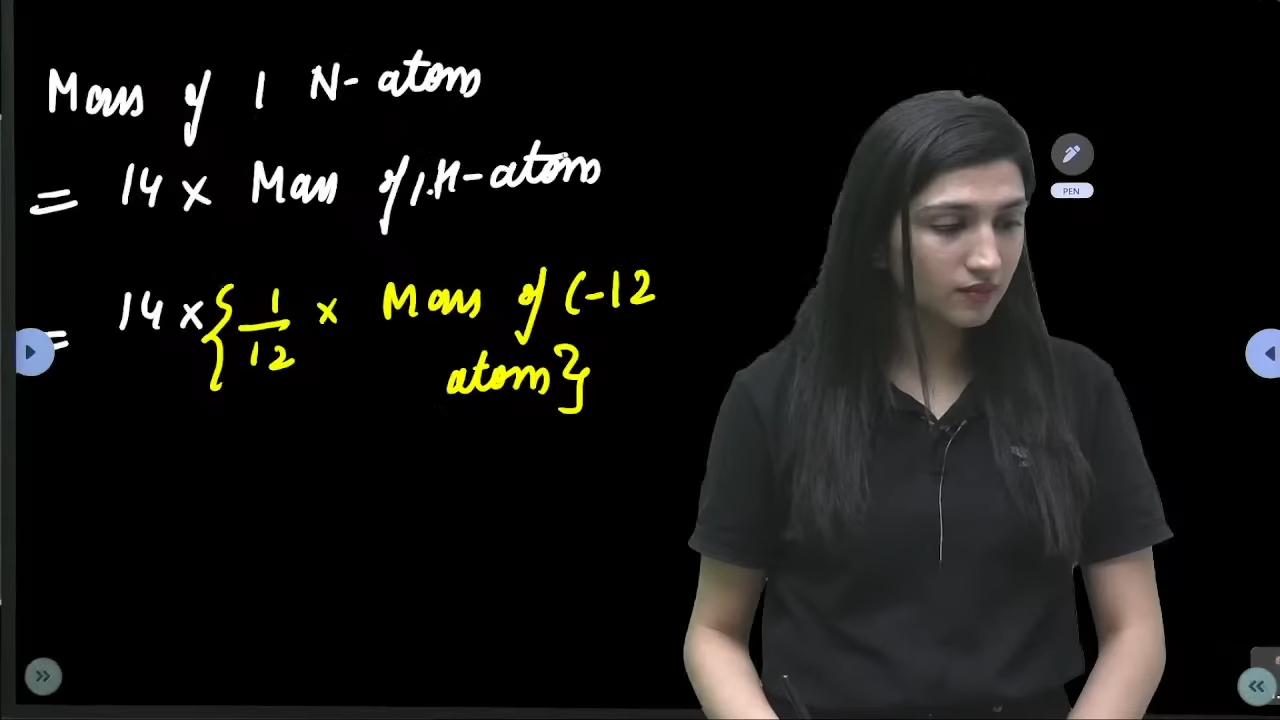 Mass of 1 N-atom
= 14 x Mass of 1 H-atom
= 14 x { 1/12 x Mass of C-12
atom }
PEN